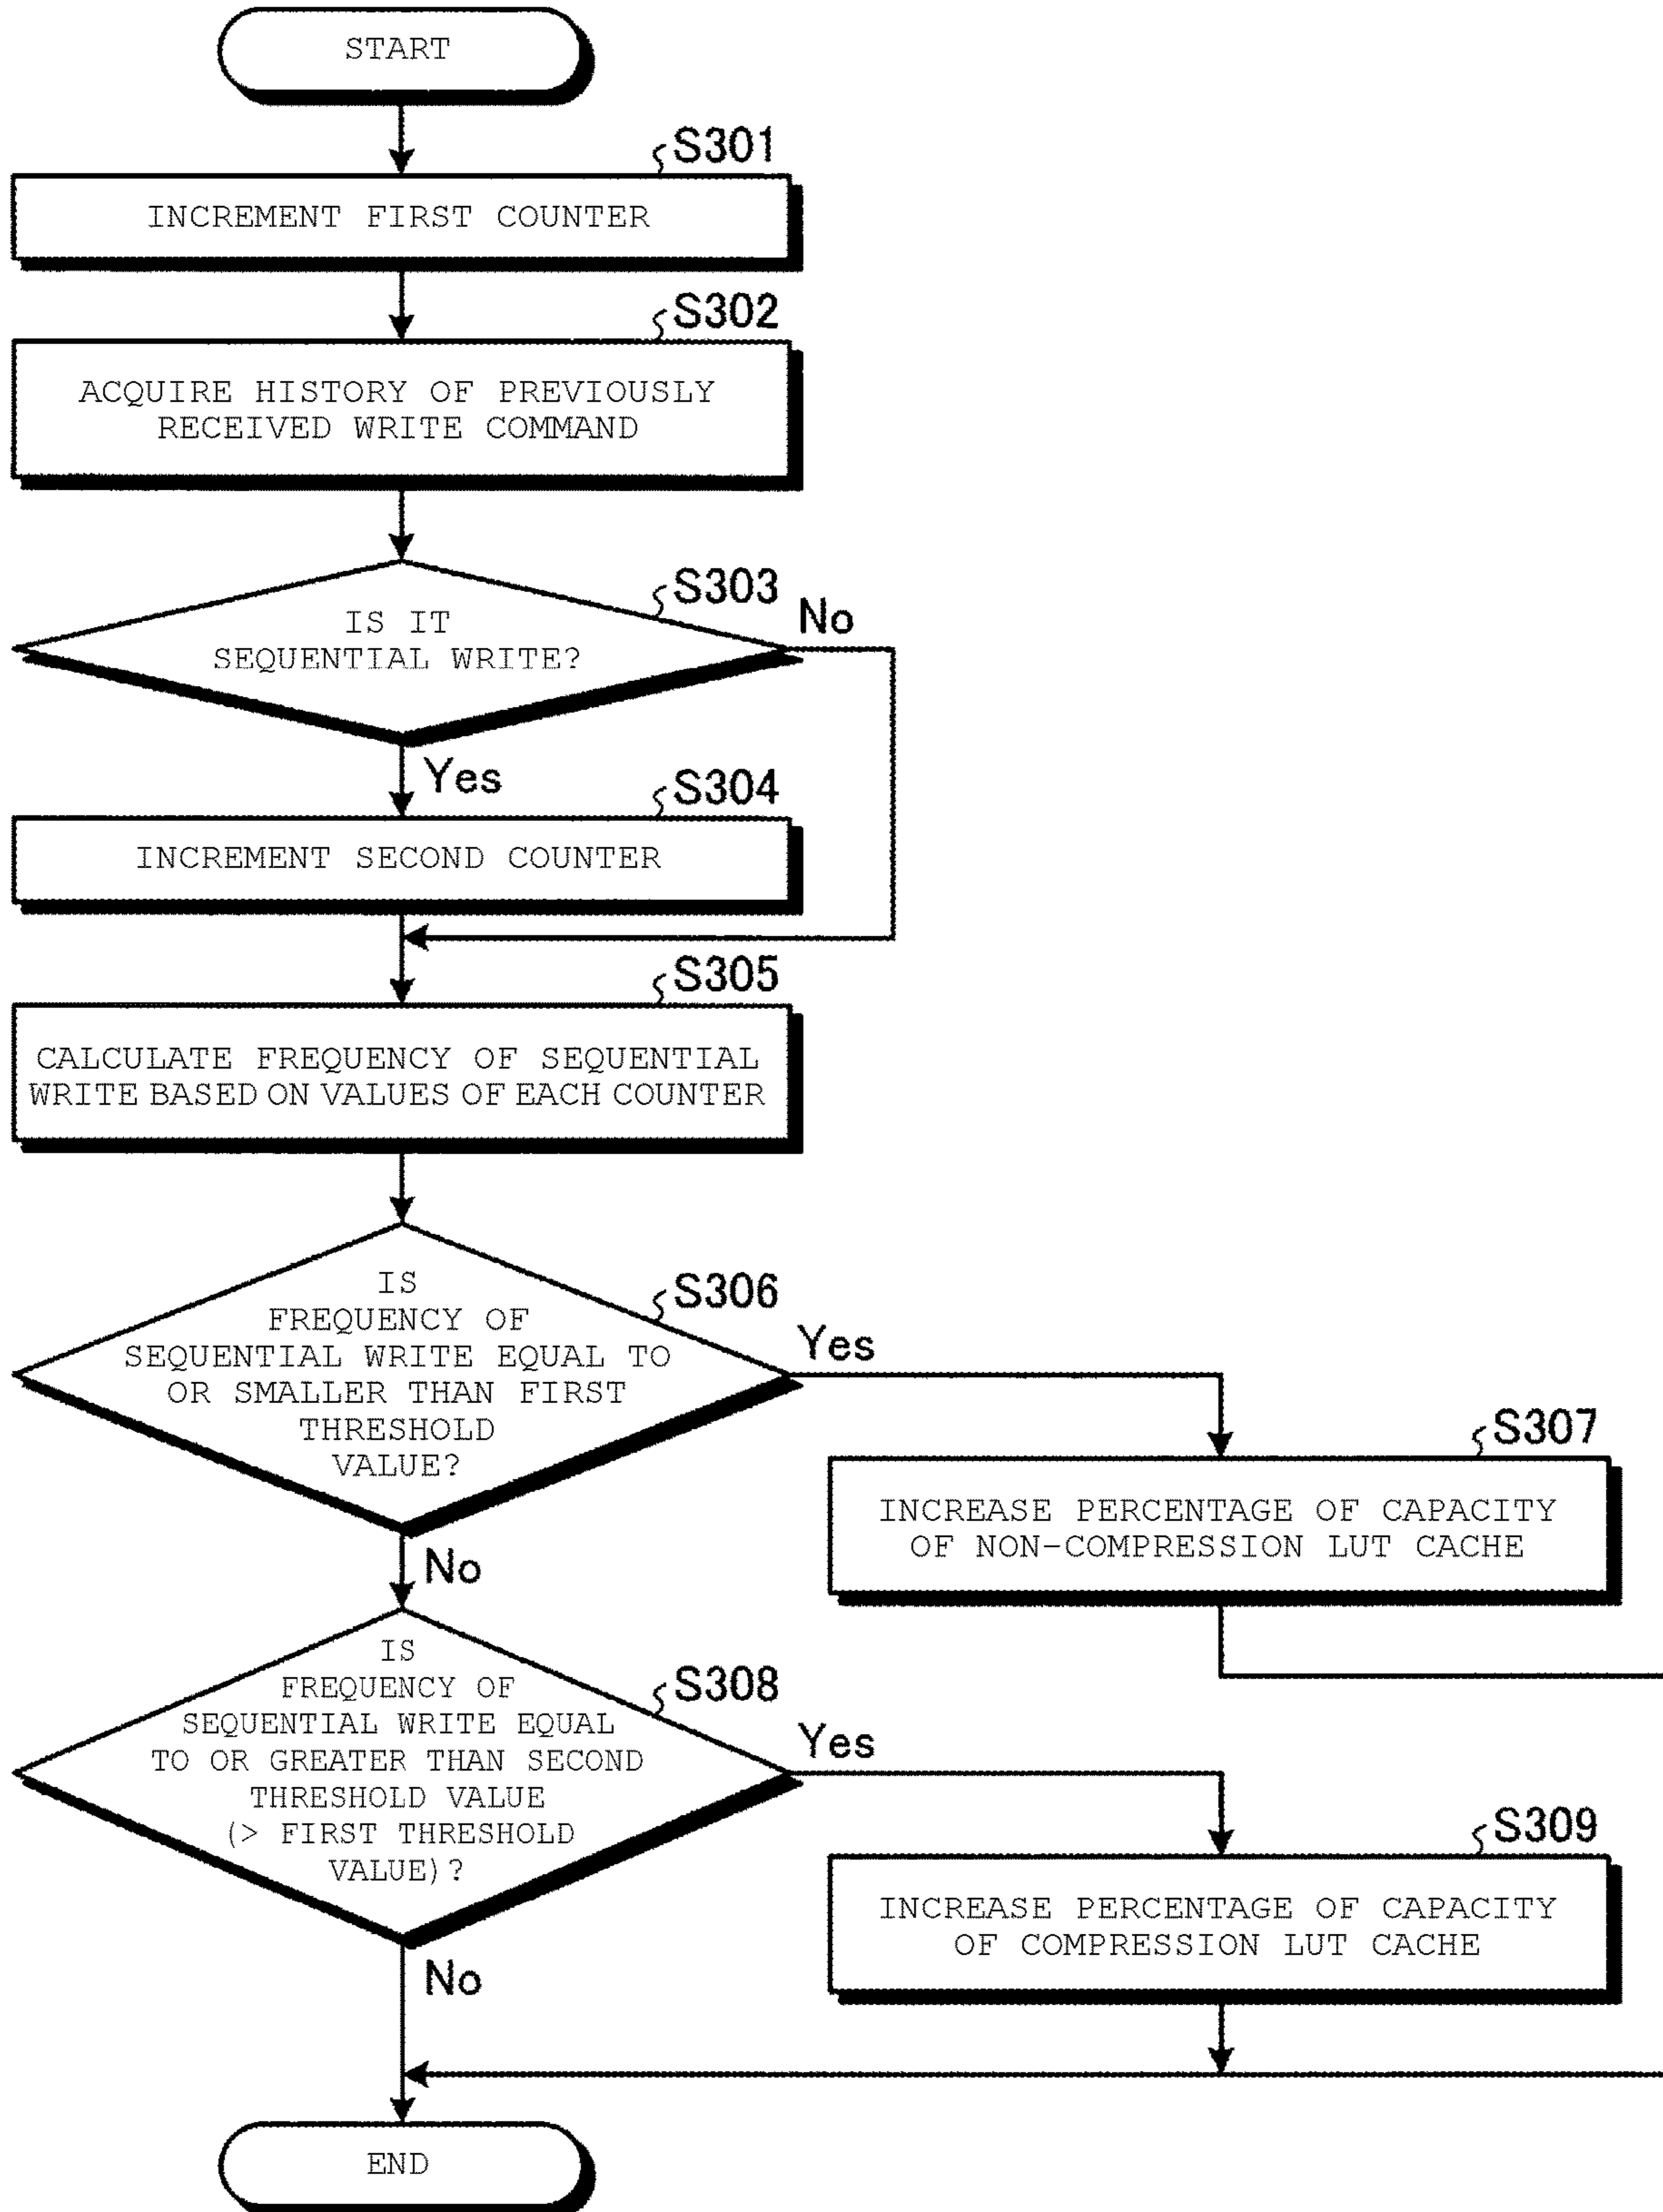 START
S301
INCREMENT FIRST COUNTER
S302
ACQUIRE HISTORY OF PREVIOUSLY
RECEIVED WRITE COMMAND
S303
IS IT
SEQUENTIAL WRITE?
No
Yes
S304
INCREMENT SECOND COUNTER
S305
CALCULATE FREQUENCY OF SEQUENTIAL
WRITE BASED ON VALUES OF EACH COUNTER
S306
IS
FREQUENCY OF
SEQUENTIAL WRITE EQUAL TO
OR SMALLER THAN FIRST
THRESHOLD
VALUE?
Yes
S307
INCREASE PERCENTAGE OF CAPACITY
OF NON-COMPRESSION LUT CACHE
No
S308
IS
FREQUENCY OF
SEQUENTIAL WRITE EQUAL
TO OR GREATER THAN SECOND
THRESHOLD VALUE
(> FIRST THRESHOLD
VALUE)?
Yes
S309
INCREASE PERCENTAGE OF CAPACITY
OF COMPRESSION LUT CACHE
No
END